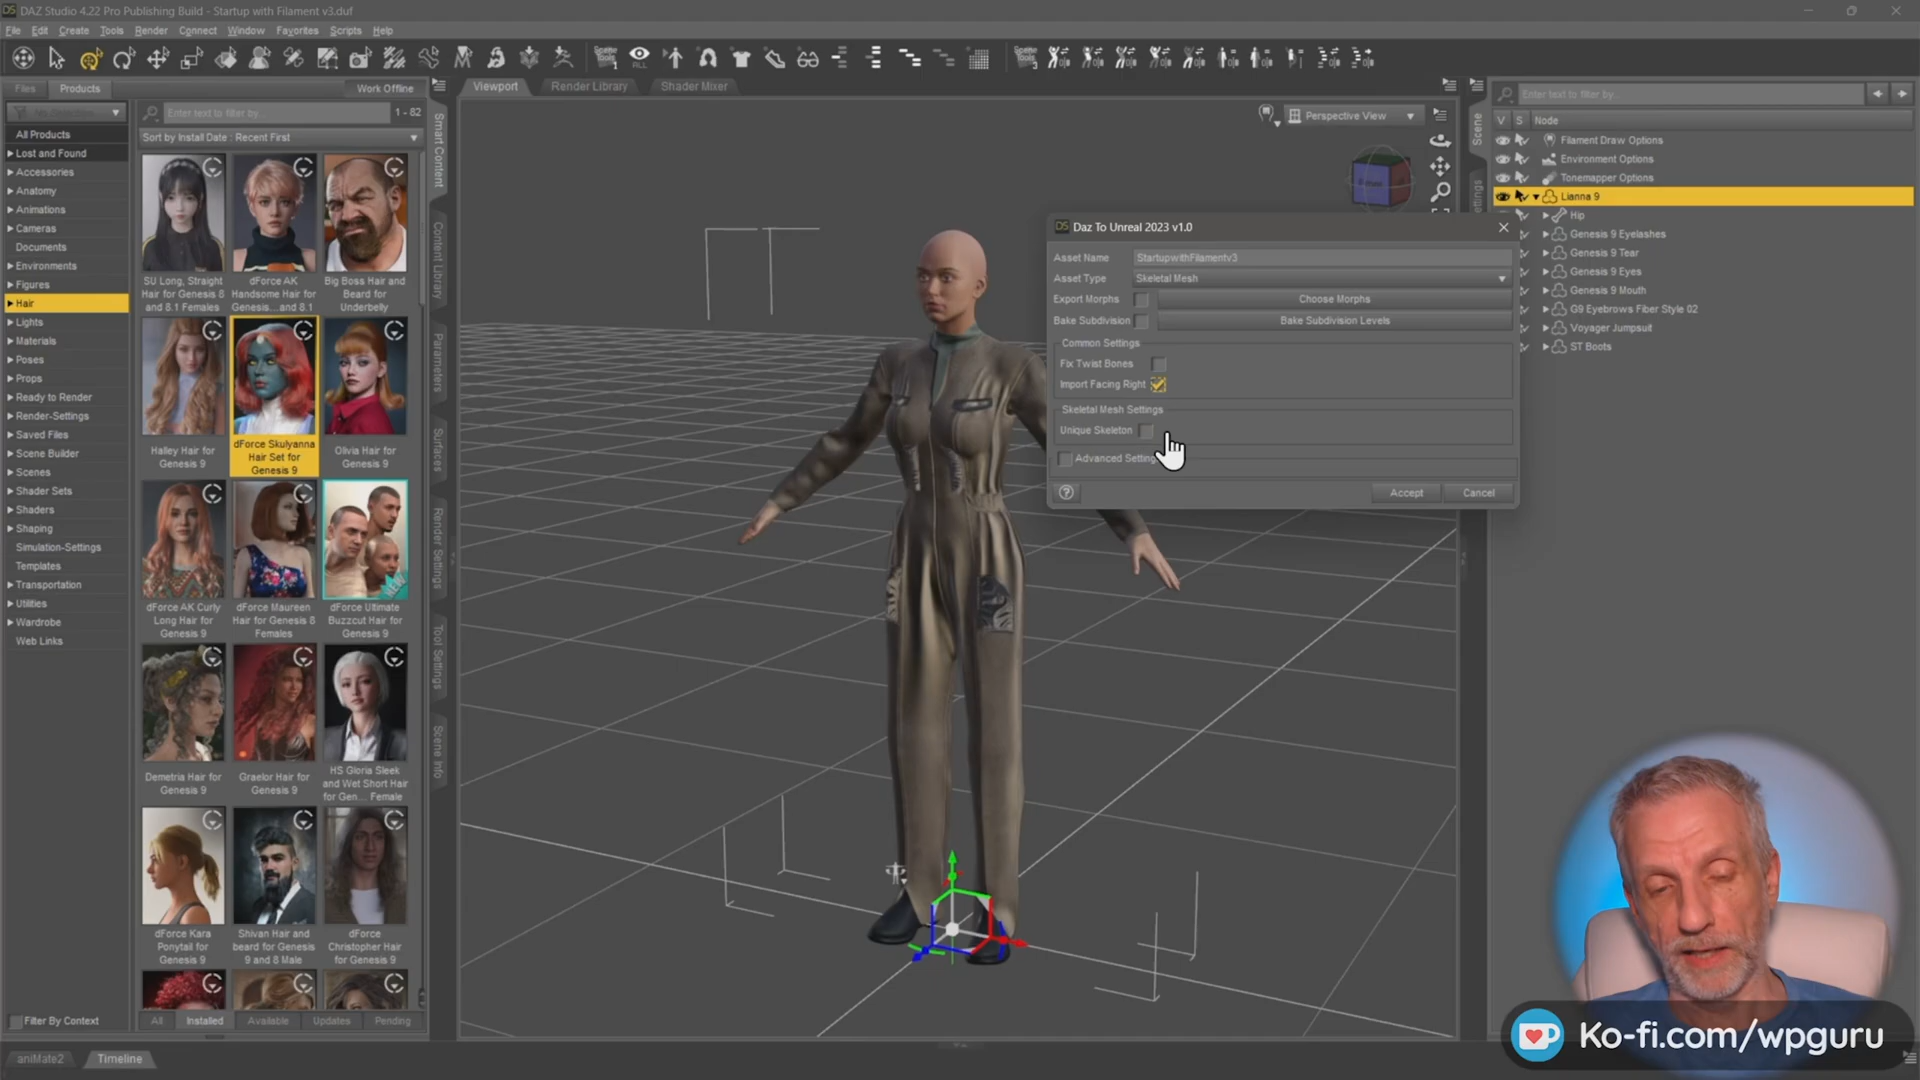 DAZ Studio 4.22 Pro Publishing Build - Startup with Filament v3.duf
File Edit Create Tools Render Connect Window Favorites Scripts Help
Files Products Work Offline
Enter text to filter by... 1 - 82
Sort by Install Date : Recent First
All Products
Lost and Found
Accessories
Anatomy
Animations
Cameras
Documents
Environments
Figures
Hair
Lights
Materials
Poses
Props
Ready to Render
Render-Settings
Saved Files
Scene Builder
Scenes
Shader Sets
Shaders
Shaping
Simulation-Settings
Templates
Transportation
Utilities
Wardrobe
Web Links
Filter By Context
SU Long, Straight
Hair for Genesis 8
and 8.1 Females
dForce AK
Handsome Hair for
Genesis... and 8.1
Big Boss Hair and
Beard for
Underbelly
Halley Hair for
Genesis 9
dForce Skulyanna
Hair Set for
Genesis 9
Olivia Hair for
Genesis 9
dForce AK Curly
Long Hair for
Genesis 9
dForce Maureen
Hair for Genesis 8
Females
NEW
dForce Ultimate
Buzzcut Hair for
Genesis 9
Demetria Hair for
Genesis 9
Graelor Hair for
Genesis 9
HS Gloria Sleek
and Wet Short Hair
for Gen... Female
dForce Kara
Ponytail for
Genesis 9
Shivan Hair and
beard for Genesis
9 and 8 Male
dForce
Christopher Hair
for Genesis 9
All Installed Available Updates Pending
Smart Content
Content Library
Parameters
Surfaces
Render Settings
Tool Settings
Scene Info
Viewport Render Library Shader Mixer
Perspective View
Daz To Unreal 2023 v1.0
Asset Name StartupwithFilamentv3
Asset Type Skeletal Mesh
Export Morphs Choose Morphs
Bake Subdivision Bake Subdivision Levels
Common Settings
Fix Twist Bones
Import Facing Right
Skeletal Mesh Settings
Unique Skeleton
Advanced Setting
Accept Cancel
Scene
Enter text to filter by...
V S Node
Filament Draw Options
Environment Options
Tonemapper Options
Lianna 9
Hip
Genesis 9 Eyelashes
Genesis 9 Tear
Genesis 9 Eyes
Genesis 9 Mouth
G9 Eyebrows Fiber Style 02
Voyager Jumpsuit
ST Boots
aniMate2 Timeline
Ko-fi.com/wpguru